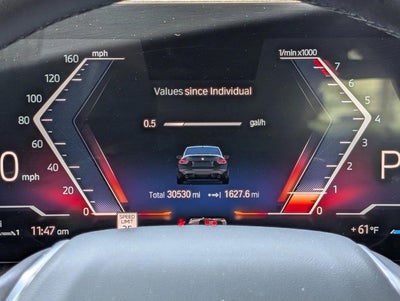 160 mph
1/min x1000
7
140
120
6
Values since Individual
100
5
0.5 gal/h
80
4
60
3
0 mph
40
2
P
20
1
Total 30530 mi 1627.6 mi
0
0
SPEED LIMIT
11:47 am
+61°F